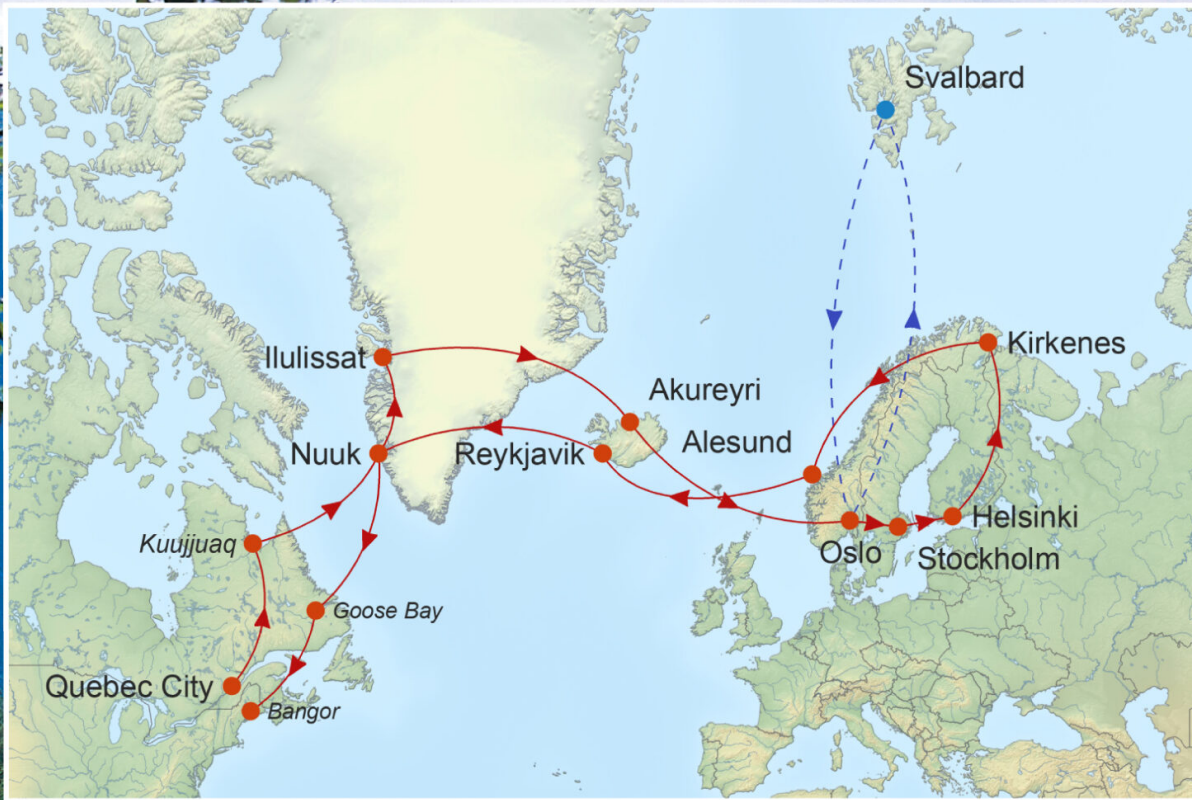 Svalbard
Kirkenes
Ilulissat
Akureyri
Alesund
Nuuk
Reykjavik
Helsinki
Oslo
Stockholm
Kuujjuaq
Goose Bay
Quebec City
Bangor